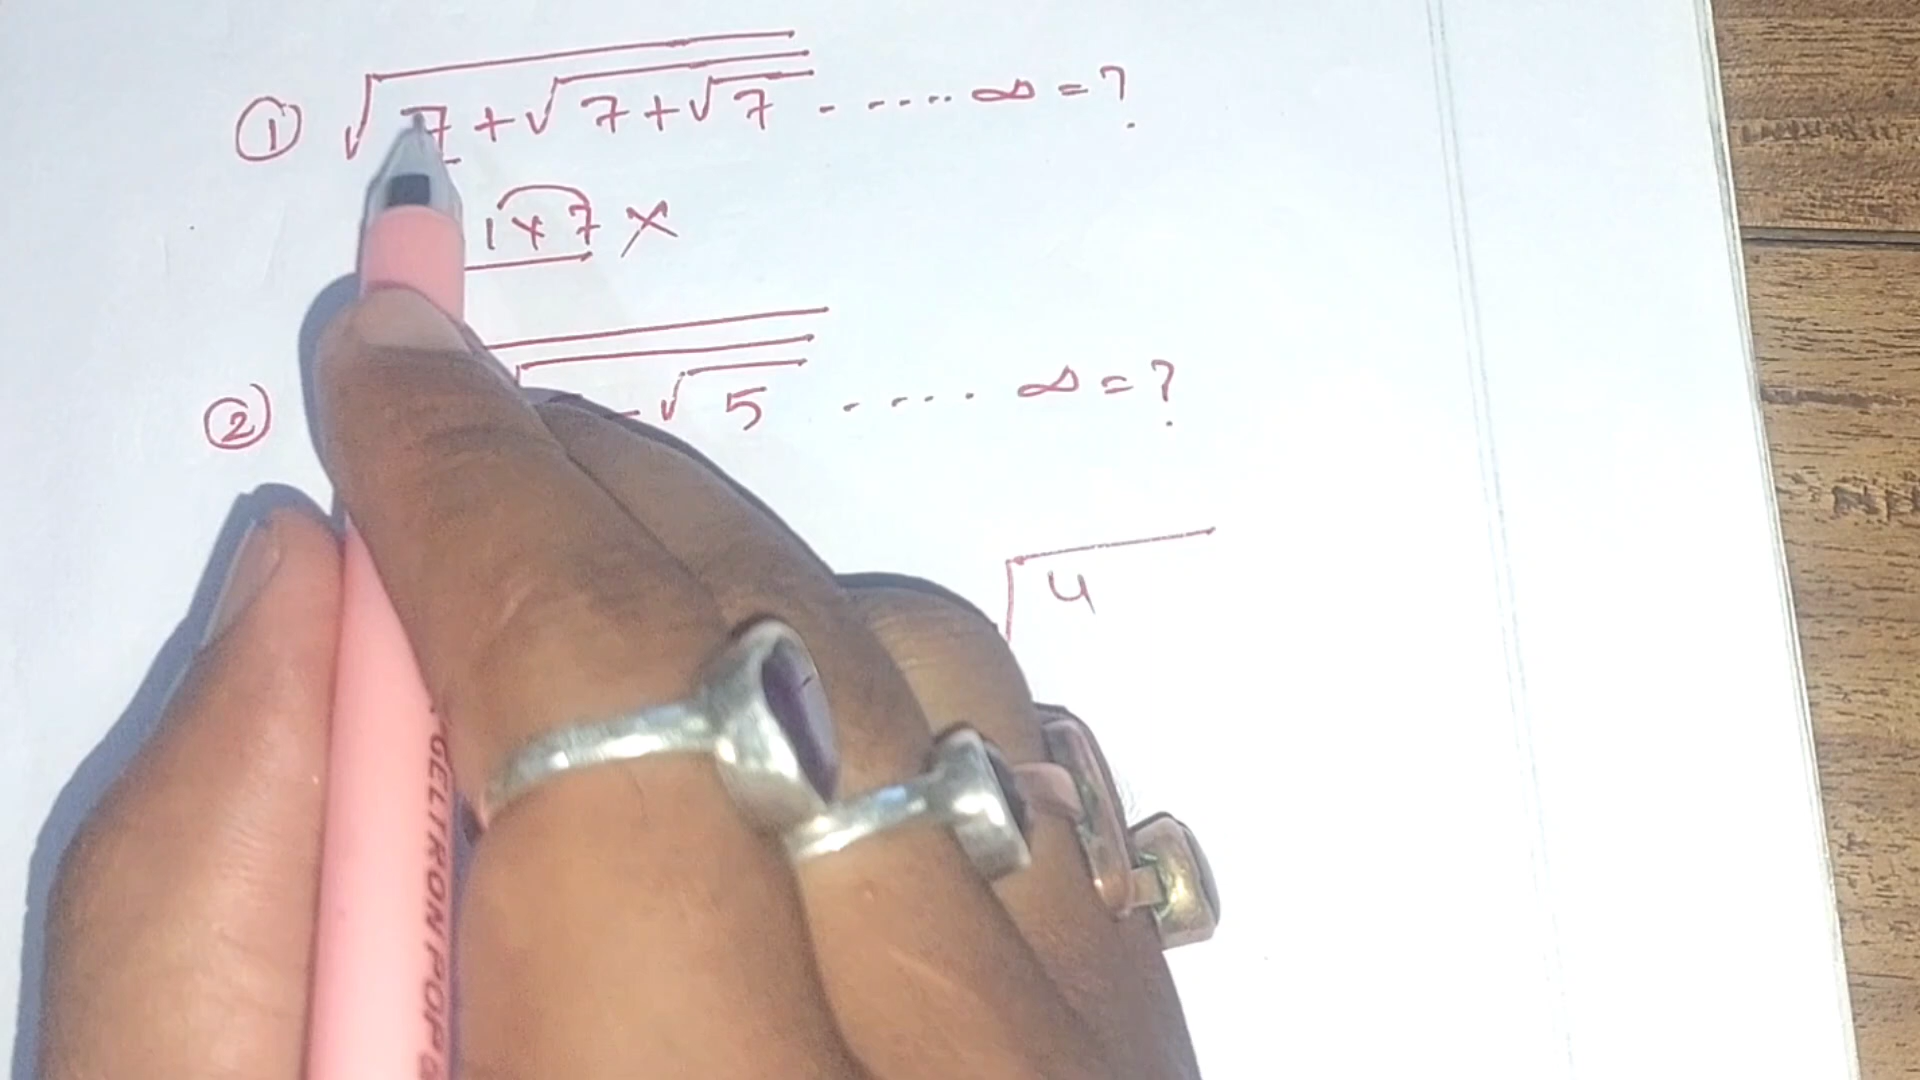 ① √7 + √7 + √7 - ..... ∞ = ?
1 × 7 ×
② - √5 ..... ∞ = ?
4
GELTRON POP